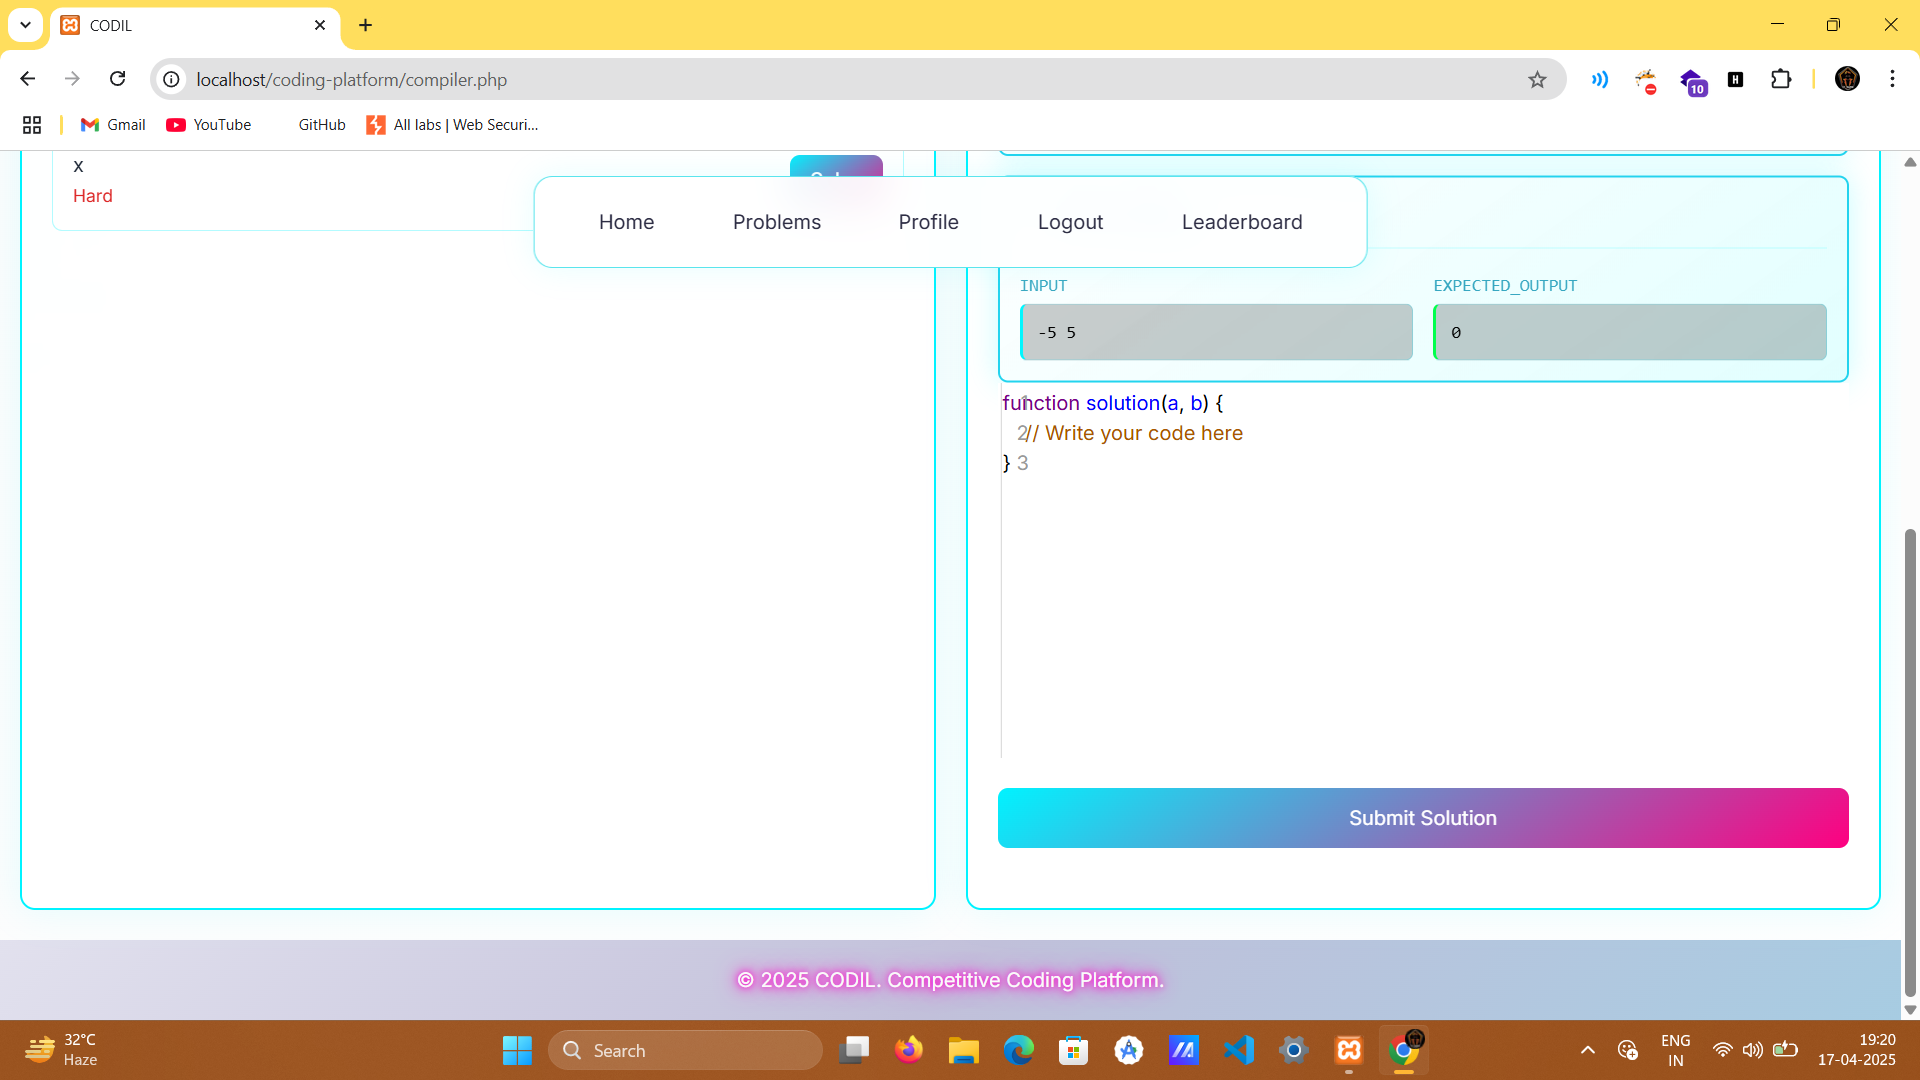 CODIL
localhost/coding-platform/compiler.php
10
H
Gmail
YouTube
GitHub
All labs | Web Securi...
x
Hard
Home
Problems
Profile
Logout
Leaderboard
INPUT
EXPECTED_OUTPUT
-5 5
0
1
function solution(a, b) {
2
// Write your code here
3
}
Submit Solution
© 2025 CODIL. Competitive Coding Platform.
32°C
Haze
Search
ENG
IN
19:20
17-04-2025